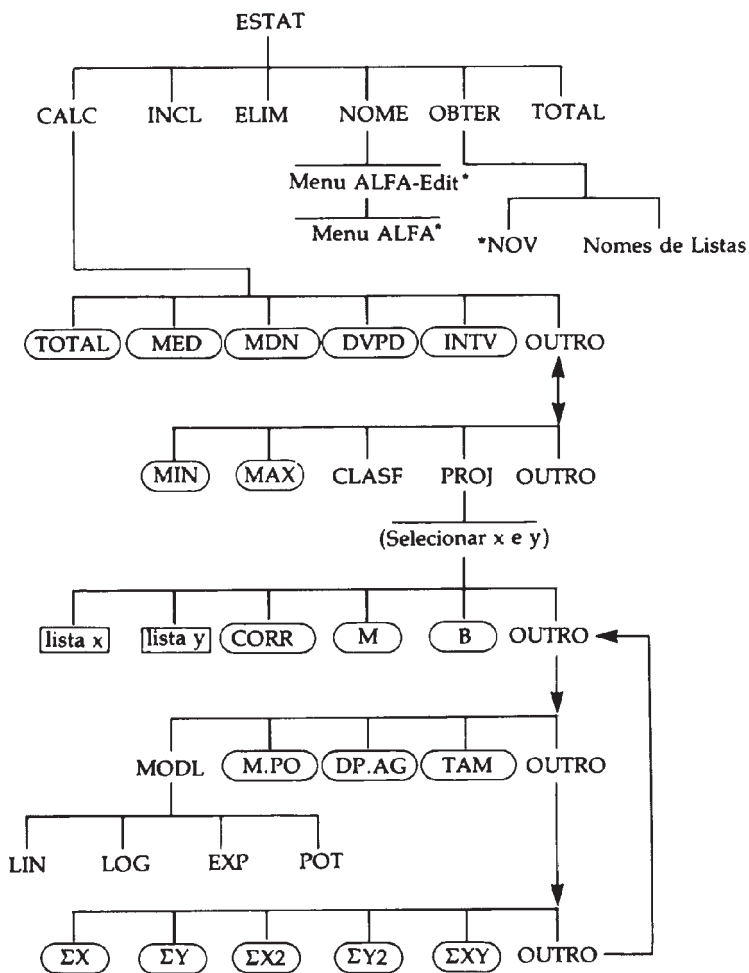 ESTAT
CALC INCL ELIM NOME OBTER TOTAL
Menu ALFA-Edit*
Menu ALFA*
*NOV Nomes de Listas
TOTAL MED MDN DVPD INTV OUTRO
MIN MAX CLASF PROJ OUTRO
(Selecionar x e y)
lista x lista y CORR M B OUTRO
MODL M.PO DP.AG TAM OUTRO
LIN LOG EXP POT
ΣX ΣY ΣX2 ΣY2 ΣXY OUTRO